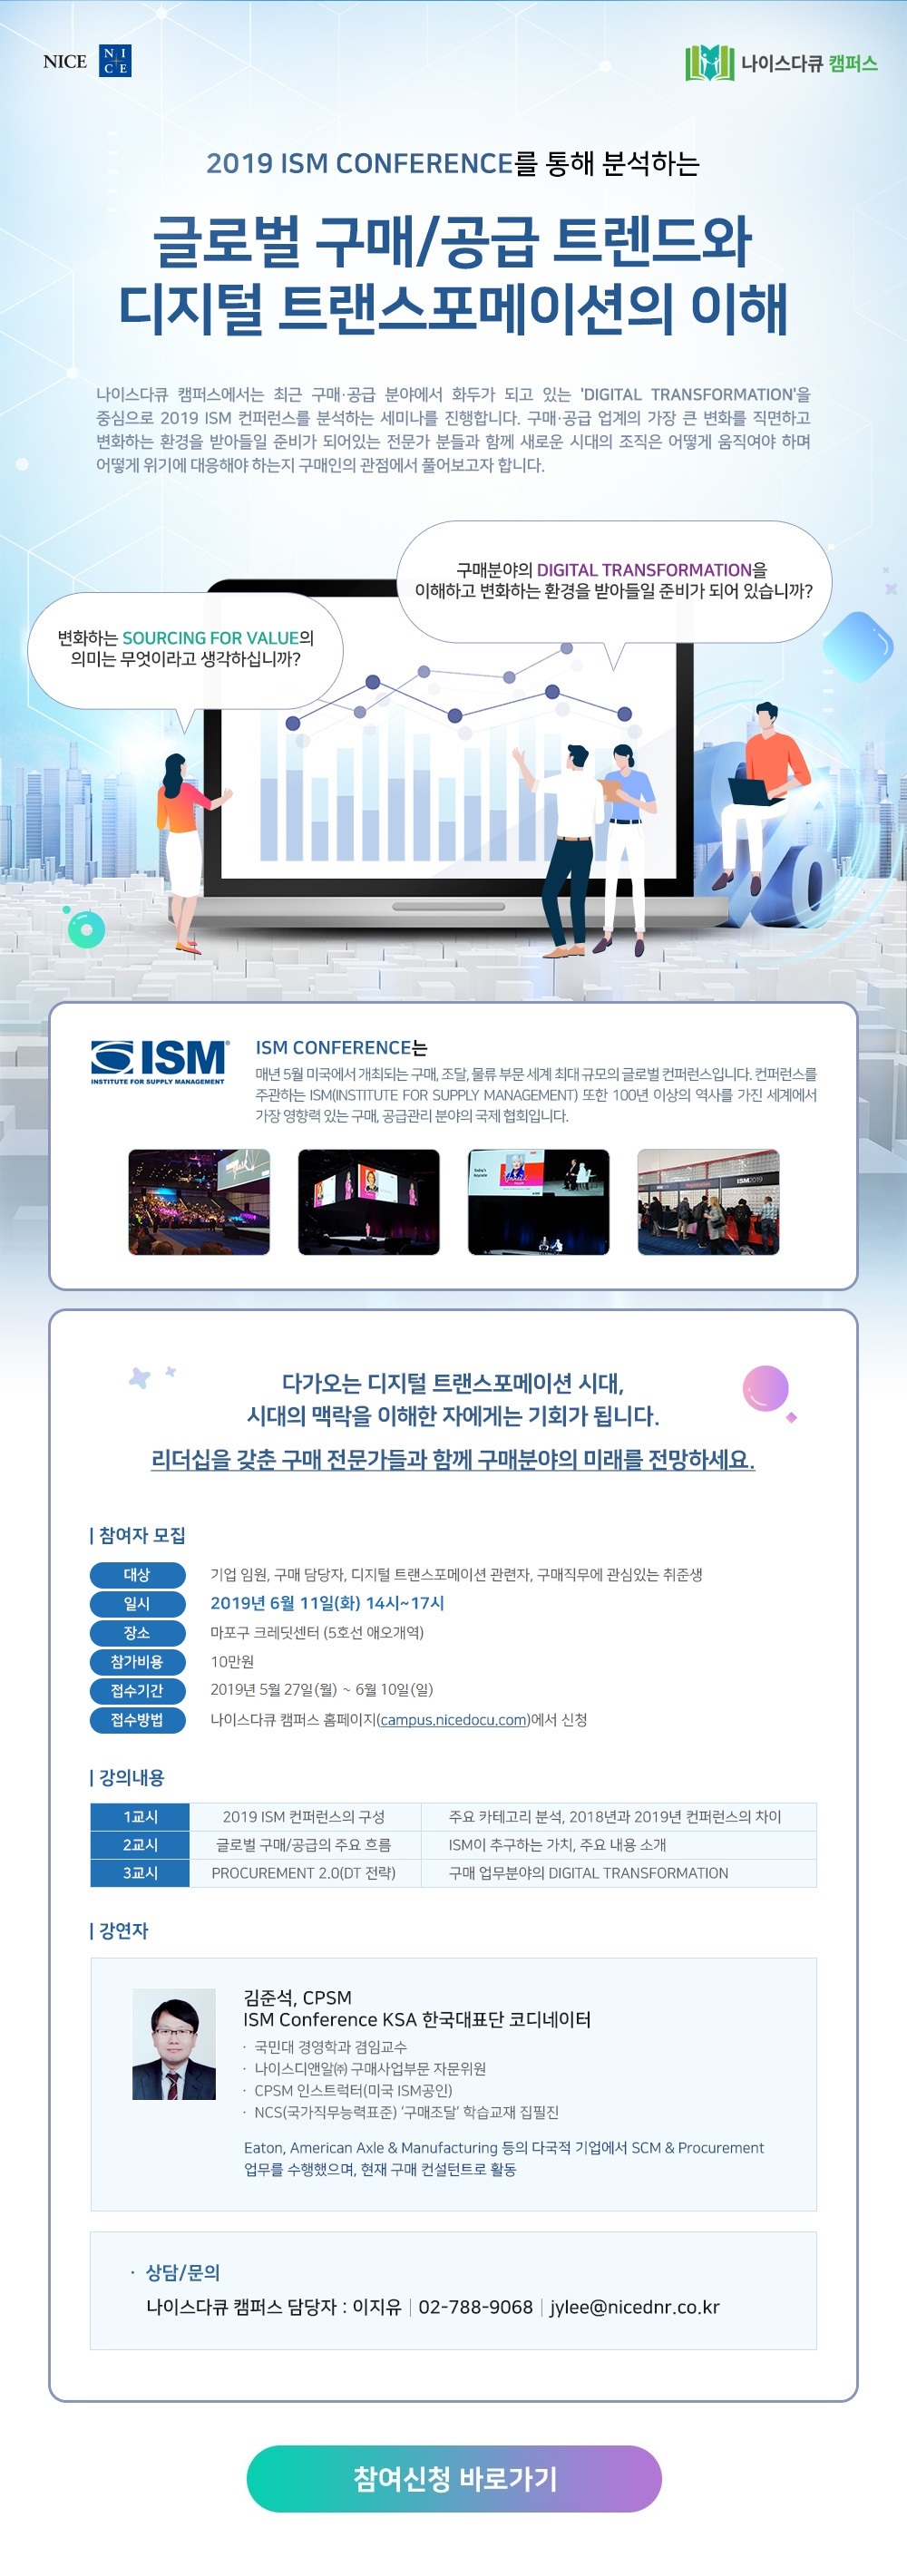 NICE
N I
C E
나이스다큐 캠퍼스
2019 ISM CONFERENCE를 통해 분석하는
글로벌 구매/공급 트렌드와
디지털 트랜스포메이션의 이해
나이스다큐 캠퍼스에서는 최근 구매·공급 분야에서 화두가 되고 있는 'DIGITAL TRANSFORMATION'을
중심으로 2019 ISM 컨퍼런스를 분석하는 세미나를 진행합니다. 구매·공급 업계의 가장 큰 변화를 직면하고
변화하는 환경을 받아들일 준비가 되어있는 전문가 분들과 함께 새로운 시대의 조직은 어떻게 움직여야 하며
어떻게 위기에 대응해야 하는지 구매인의 관점에서 풀어보고자 합니다.
구매분야의 DIGITAL TRANSFORMATION을
이해하고 변화하는 환경을 받아들일 준비가 되어 있습니까?
변화하는 SOURCING FOR VALUE의
의미는 무엇이라고 생각하십니까?
%
ISM®
INSTITUTE FOR SUPPLY MANAGEMENT
ISM CONFERENCE는
매년 5월 미국에서 개최되는 구매, 조달, 물류 부문 세계 최대 규모의 글로벌 컨퍼런스입니다. 컨퍼런스를
주관하는 ISM(INSTITUTE FOR SUPPLY MANAGEMENT) 또한 100년 이상의 역사를 가진 세계에서
가장 영향력 있는 구매, 공급관리 분야의 국제 협회입니다.
ISM2019
다가오는 디지털 트랜스포메이션 시대,
시대의 맥락을 이해한 자에게는 기회가 됩니다.
리더십을 갖춘 구매 전문가들과 함께 구매분야의 미래를 전망하세요.
| 참여자 모집
대상 기업 임원, 구매 담당자, 디지털 트랜스포메이션 관련자, 구매직무에 관심있는 취준생
일시 2019년 6월 11일(화) 14시~17시
장소 마포구 크레딧센터 (5호선 애오개역)
참가비용 10만원
접수기간 2019년 5월 27일(월) ~ 6월 10일(일)
접수방법 나이스다큐 캠퍼스 홈페이지(campus.nicedocu.com)에서 신청
| 강의내용
1교시 2019 ISM 컨퍼런스의 구성 주요 카테고리 분석, 2018년과 2019년 컨퍼런스의 차이
2교시 글로벌 구매/공급의 주요 흐름 ISM이 추구하는 가치, 주요 내용 소개
3교시 PROCUREMENT 2.0(DT 전략) 구매 업무분야의 DIGITAL TRANSFORMATION
| 강연자
김준석, CPSM
ISM Conference KSA 한국대표단 코디네이터
· 국민대 경영학과 겸임교수
· 나이스디앤알㈜ 구매사업부문 자문위원
· CPSM 인스트럭터(미국 ISM공인)
· NCS(국가직무능력표준) '구매조달' 학습교재 집필진
Eaton, American Axle & Manufacturing 등의 다국적 기업에서 SCM & Procurement
업무를 수행했으며, 현재 구매 컨설턴트로 활동
· 상담/문의
나이스다큐 캠퍼스 담당자 : 이지유 | 02-788-9068 | jylee@nicednr.co.kr
참여신청 바로가기